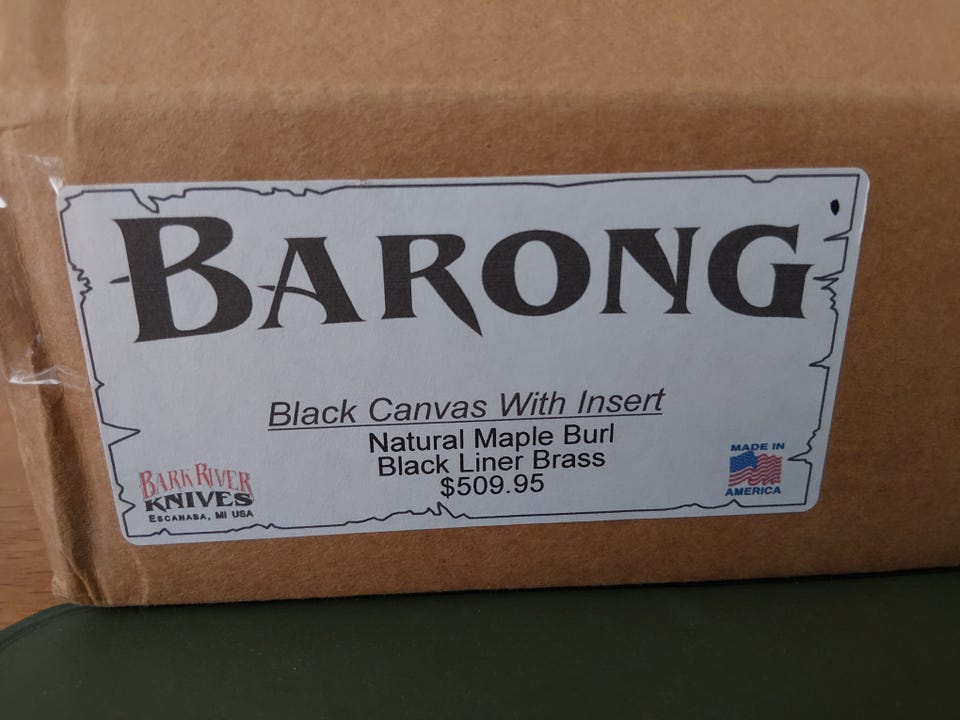 BARONG
Black Canvas With Insert
Natural Maple Burl
Black Liner Brass
$509.95
BARK RIVER
KNIVES
ESCANABA, MI USA
MADE IN
AMERICA